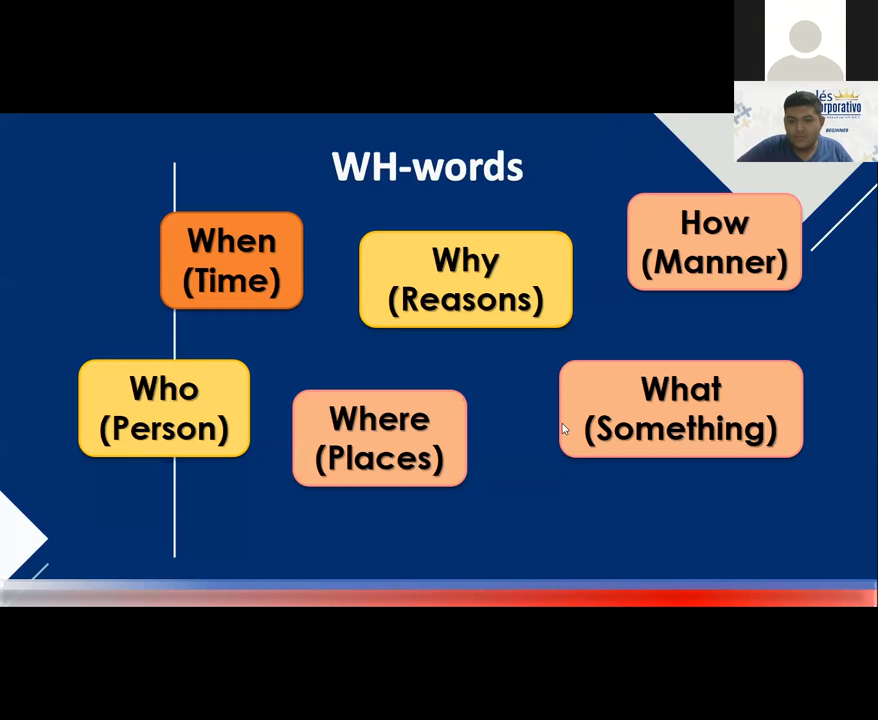 WH-words
When
(Time)
Why
(Reasons)
How
(Manner)
Who
(Person)
Where
(Places)
What
(Something)
BEGINNER